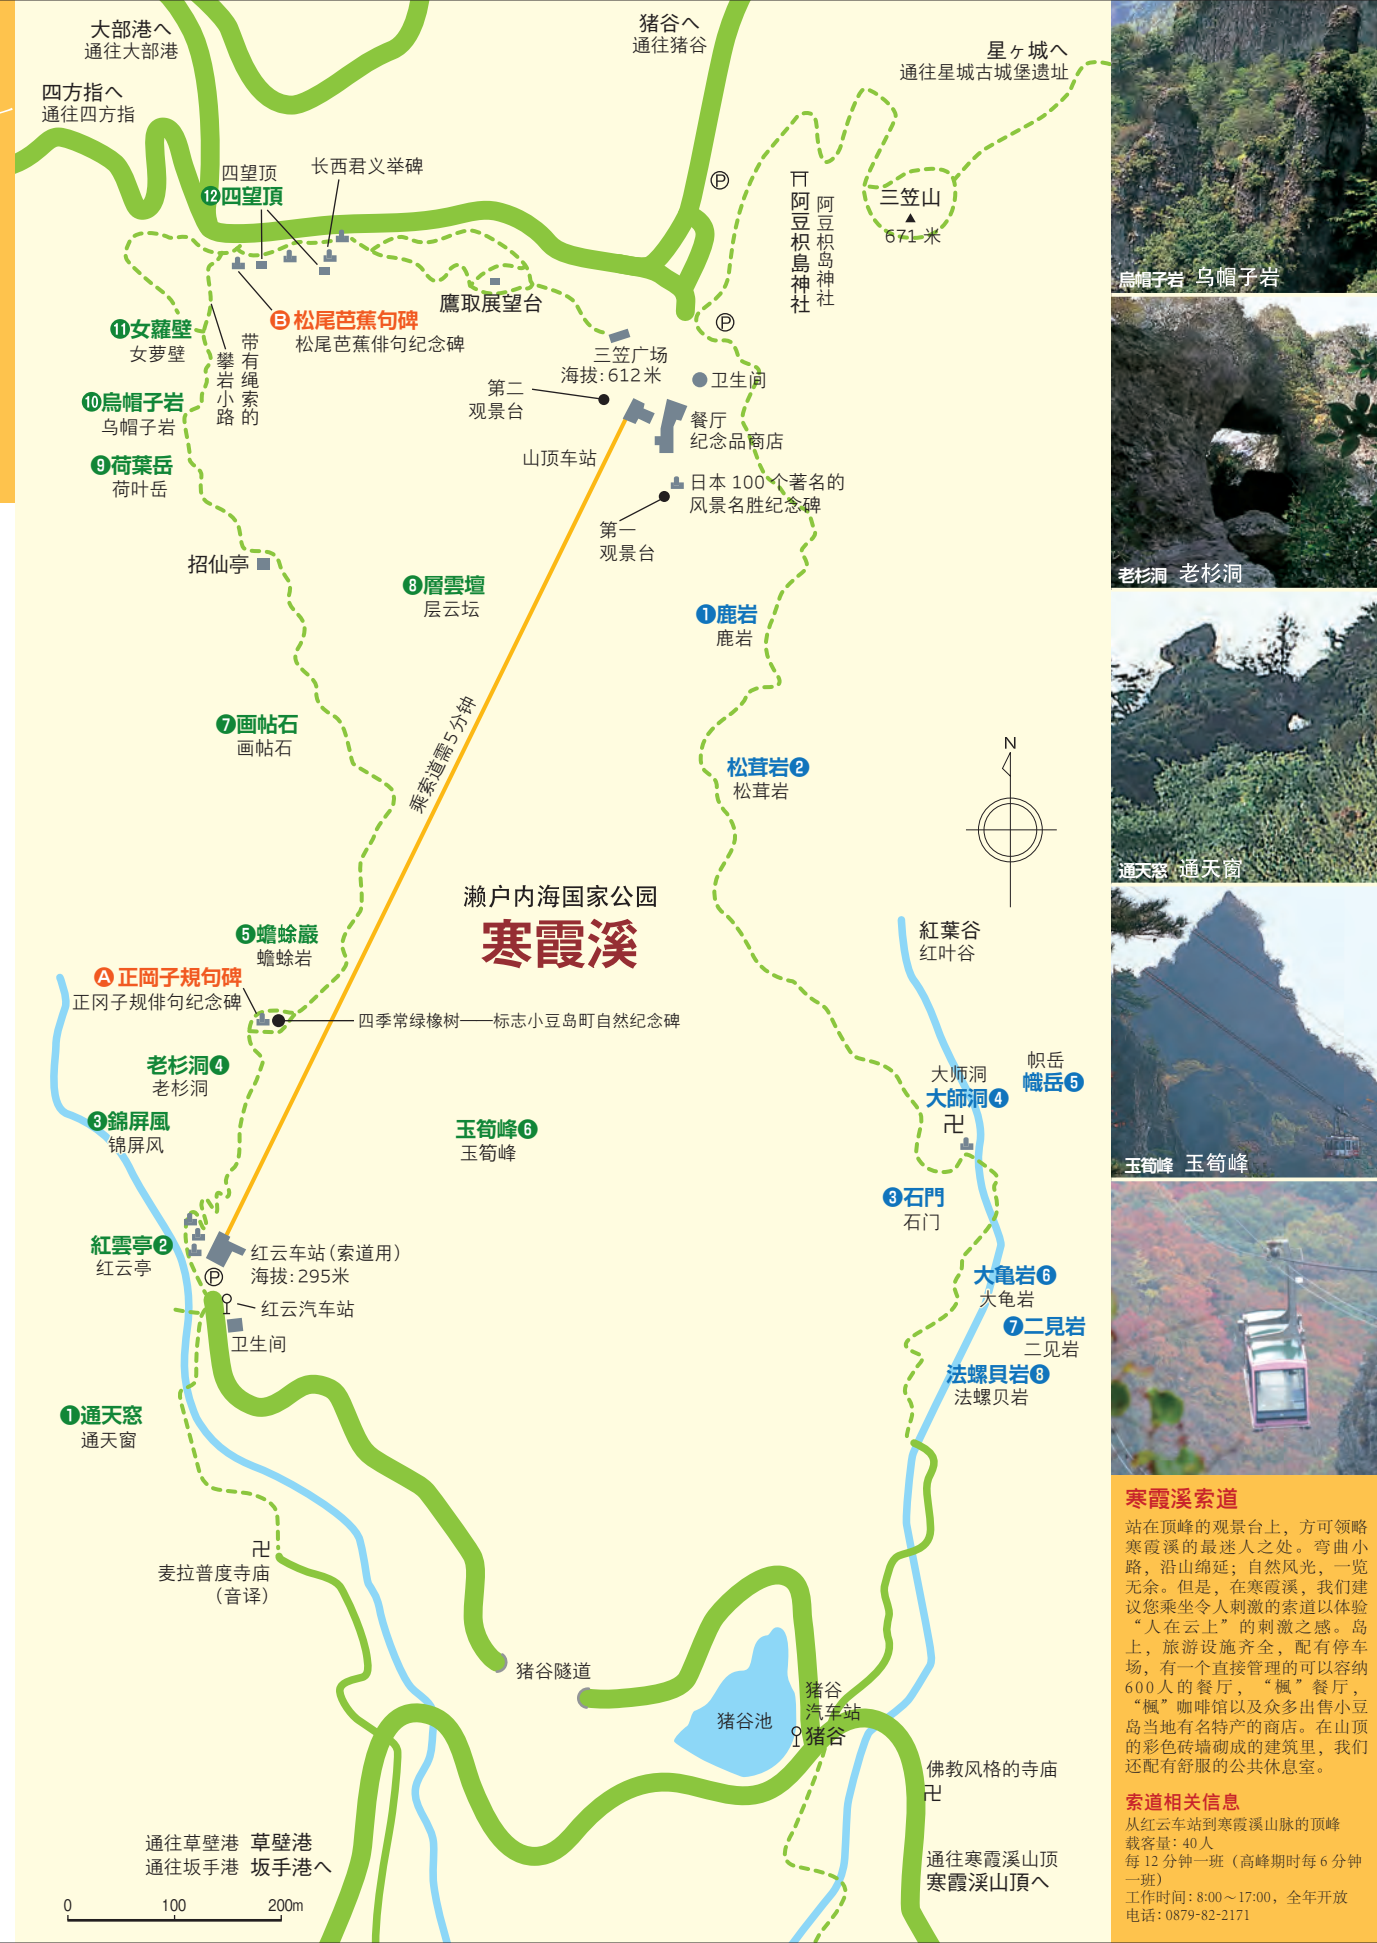 大部港へ
通往大部港
四方指へ
通往四方指
猪谷へ
通往猪谷
星ヶ城へ
通往星城古城堡遗址
四望顶
⑫四望頂
长西君义举碑
三笠山
671 米
阿豆枳島神社
阿豆枳岛神社
鷹取展望台
Ⓑ 松尾芭蕉句碑
松尾芭蕉俳句纪念碑
⑪女蘿壁
女萝壁
带有绳索的
攀岩小路
三笠广场
海拔:612米
第二
观景台
卫生间
餐厅
纪念品商店
山顶车站
日本 100 个著名的
风景名胜纪念碑
第一
观景台
⑩烏帽子岩
乌帽子岩
⑨荷葉岳
荷叶岳
招仙亭
⑧層雲壇
层云坛
①鹿岩
鹿岩
⑦画帖石
画帖石
乘索道需5分钟
松茸岩②
松茸岩
N
濑户内海国家公园
寒霞溪
⑤蟾蜍巖
蟾蜍岩
Ⓐ 正岡子規句碑
正冈子规俳句纪念碑
四季常绿橡树——标志小豆岛町自然纪念碑
紅葉谷
红叶谷
老杉洞④
老杉洞
③錦屏風
锦屏风
玉筍峰⑥
玉筍峰
大师洞
大師洞④
帜岳
幟岳⑤
③石門
石门
紅雲亭②
红云亭
红云车站(索道用)
海拔:295米
红云汽车站
卫生间
大亀岩⑥
大龟岩
⑦二見岩
二见岩
法螺貝岩⑧
法螺贝岩
①通天窓
通天窗
卍
麦拉普度寺庙
(音译)
猪谷隧道
猪谷池
猪谷
汽车站
猪谷
佛教风格的寺庙
卍
通往草壁港 草壁港
通往坂手港 坂手港へ
通往寒霞溪山顶
寒霞渓山頂へ
0 100 200m
烏帽子岩 乌帽子岩
老杉洞 老杉洞
通天窓 通天窗
玉筍峰 玉筍峰
寒霞溪索道
站在顶峰的观景台上，方可领略
寒霞溪的最迷人之处。弯曲小
路，沿山绵延；自然风光，一览
无余。但是，在寒霞溪，我们建
议您乘坐令人刺激的索道以体验
“人在云上”的刺激之感。岛
上，旅游设施齐全，配有停车
场，有一个直接管理的可以容纳
600人的餐厅，“楓”餐厅，
“楓”咖啡馆以及众多出售小豆
岛当地有名特产的商店。在山顶
的彩色砖墙砌成的建筑里，我们
还配有舒服的公共休息室。
索道相关信息
从红云车站到寒霞溪山脉的顶峰
载客量：40人
每 12 分钟一班（高峰期时每 6 分钟
一班）
工作时间：8:00～17:00，全年开放
电话：0879-82-2171